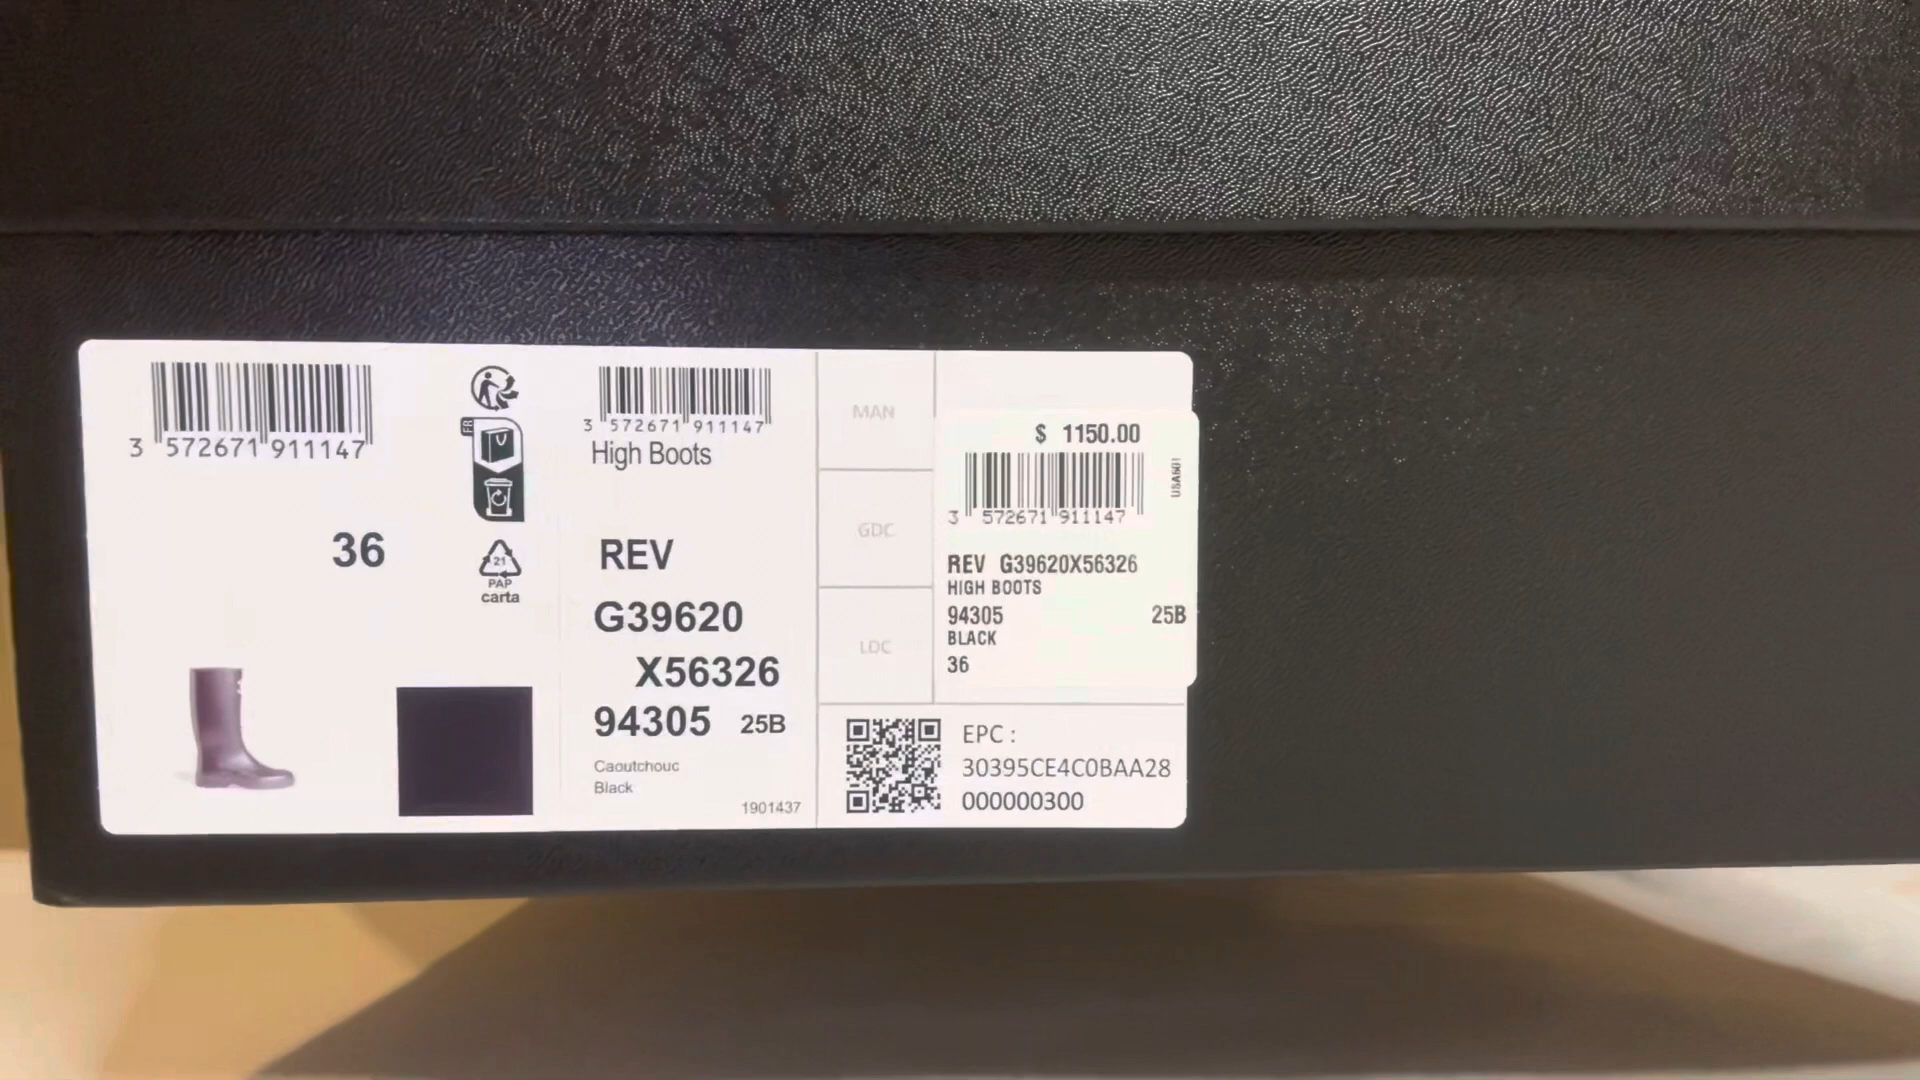 3 572671 911147
36
FR
21
PAP
carta
3 572671 911147
High Boots
REV
G39620
X56326
94305 25B
Caoutchouc
Black
1901437
MAN
GDC
LDC
$ 1150.00
USA601
3 572671 911147
REV G39620X56326
HIGH BOOTS
94305 25B
BLACK
36
EPC :
30395CE4C0BAA28
000000300